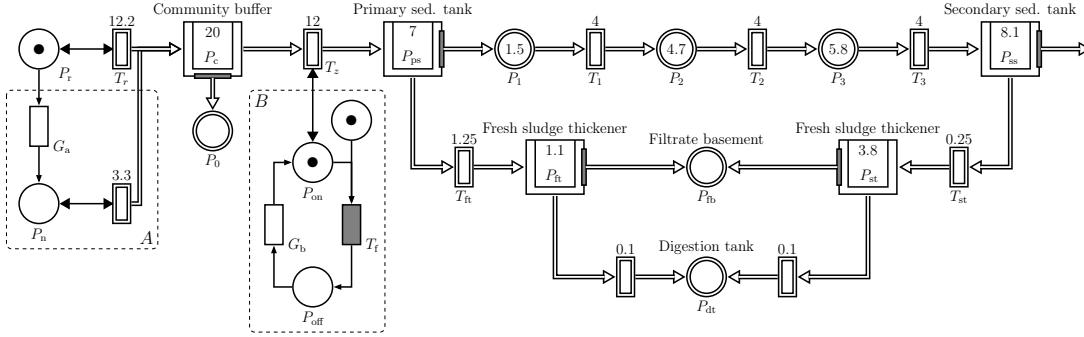 Community buffer
Primary sed. tank
Secondary sed. tank
12.2
20
12
7
4
4
4
8.1
1.5
4.7
5.8
P_r
T_r
P_c
T_z
P_ps
P_1
T_1
P_2
T_2
P_3
T_3
P_ss
B
G_a
P_0
Fresh sludge thickener
Filtrate basement
Fresh sludge thickener
1.25
1.1
3.8
0.25
P_on
T_ft
P_ft
P_fb
P_st
T_st
3.3
P_n
A
G_b
T_f
Digestion tank
0.1
0.1
P_off
P_dt